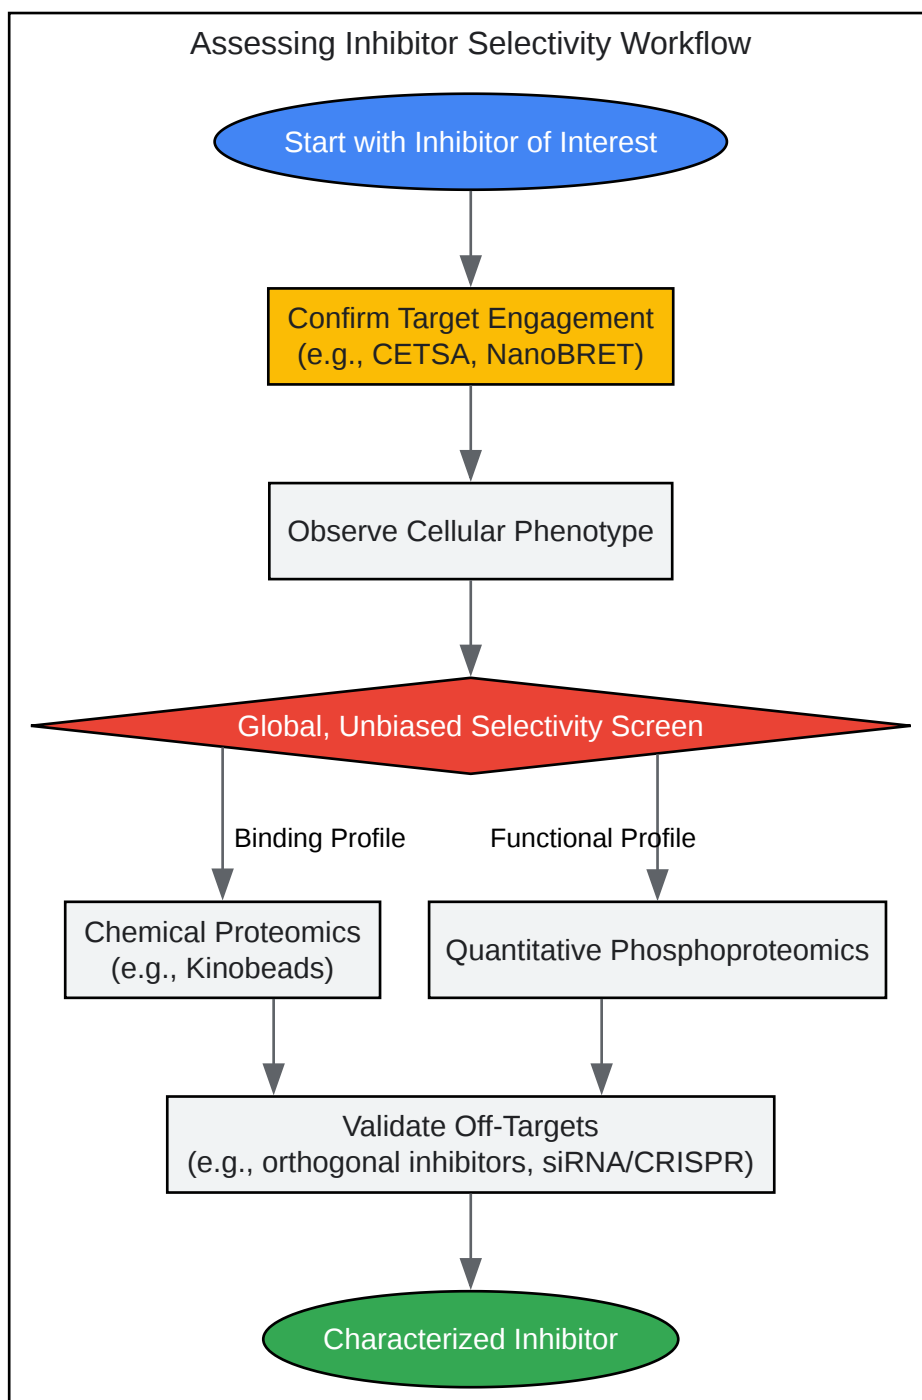 Assessing Inhibitor Selectivity Workflow
Start with Inhibitor of Interest
Confirm Target Engagement
(e.g., CETSA, NanoBRET)
Observe Cellular Phenotype
Global, Unbiased Selectivity Screen
Binding Profile
Functional Profile
Chemical Proteomics
(e.g., Kinobeads)
Quantitative Phosphoproteomics
Validate Off-Targets
(e.g., orthogonal inhibitors, siRNA/CRISPR)
Characterized Inhibitor